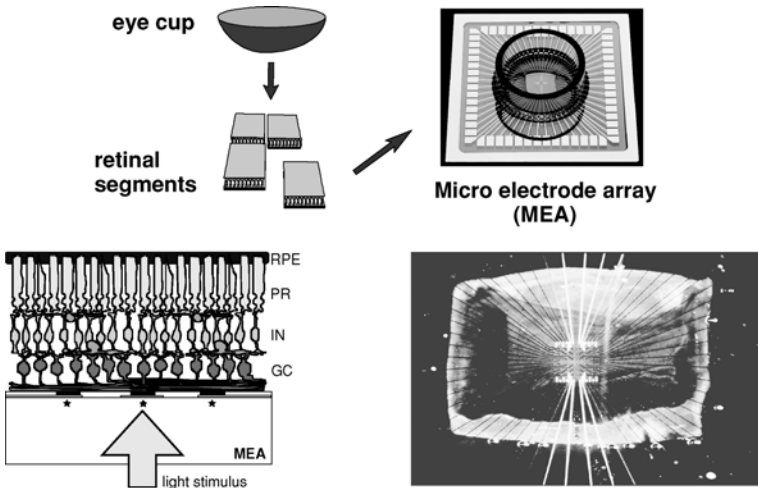 eye cup
retinal
segments
Micro electrode array
(MEA)
RPE
PR
IN
GC
MEA
light stimulus